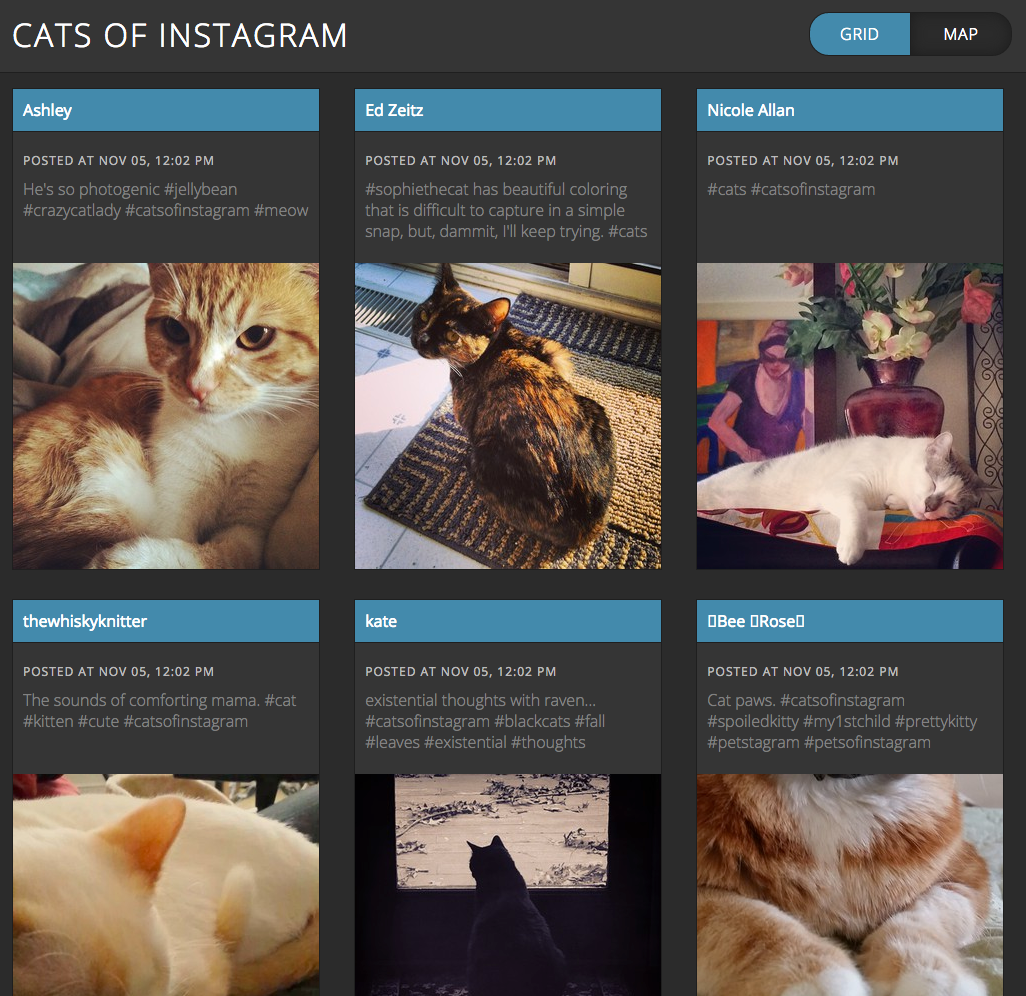 CATS OF INSTAGRAM
GRID
MAP
Ashley
POSTED AT NOV 05, 12:02 PM
He's so photogenic #jellybean
#crazycatlady #catsofinstagram #meow
Ed Zeitz
POSTED AT NOV 05, 12:02 PM
#sophiethecat has beautiful coloring
that is difficult to capture in a simple
snap, but, dammit, I'll keep trying. #cats
Nicole Allan
POSTED AT NOV 05, 12:02 PM
#cats #catsofinstagram
thewhiskyknitter
POSTED AT NOV 05, 12:02 PM
The sounds of comforting mama. #cat
#kitten #cute #catsofinstagram
kate
POSTED AT NOV 05, 12:02 PM
existential thoughts with raven...
#catsofinstagram #blackcats #fall
#leaves #existential #thoughts
▯Bee ▯Rose▯
POSTED AT NOV 05, 12:02 PM
Cat paws. #catsofinstagram
#spoiledkitty #my1stchild #prettykitty
#petstagram #petsofinstagram